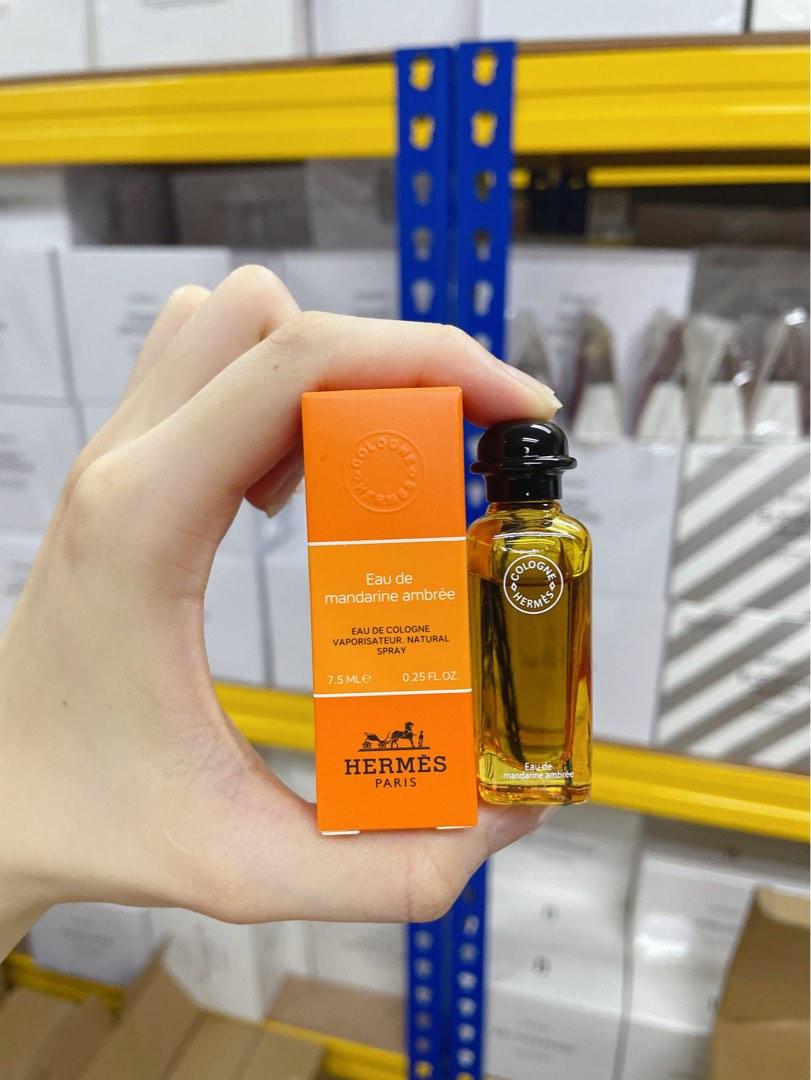 COLOGNE
HERMÈS
Eau de
mandarine ambrée
EAU DE COLOGNE
VAPORISATEUR. NATURAL
SPRAY
7.5 ML℮ 0.25 FL.OZ.
HERMÈS
PARIS
COLOGNE
HERMÈS
Eau de
mandarine ambrée